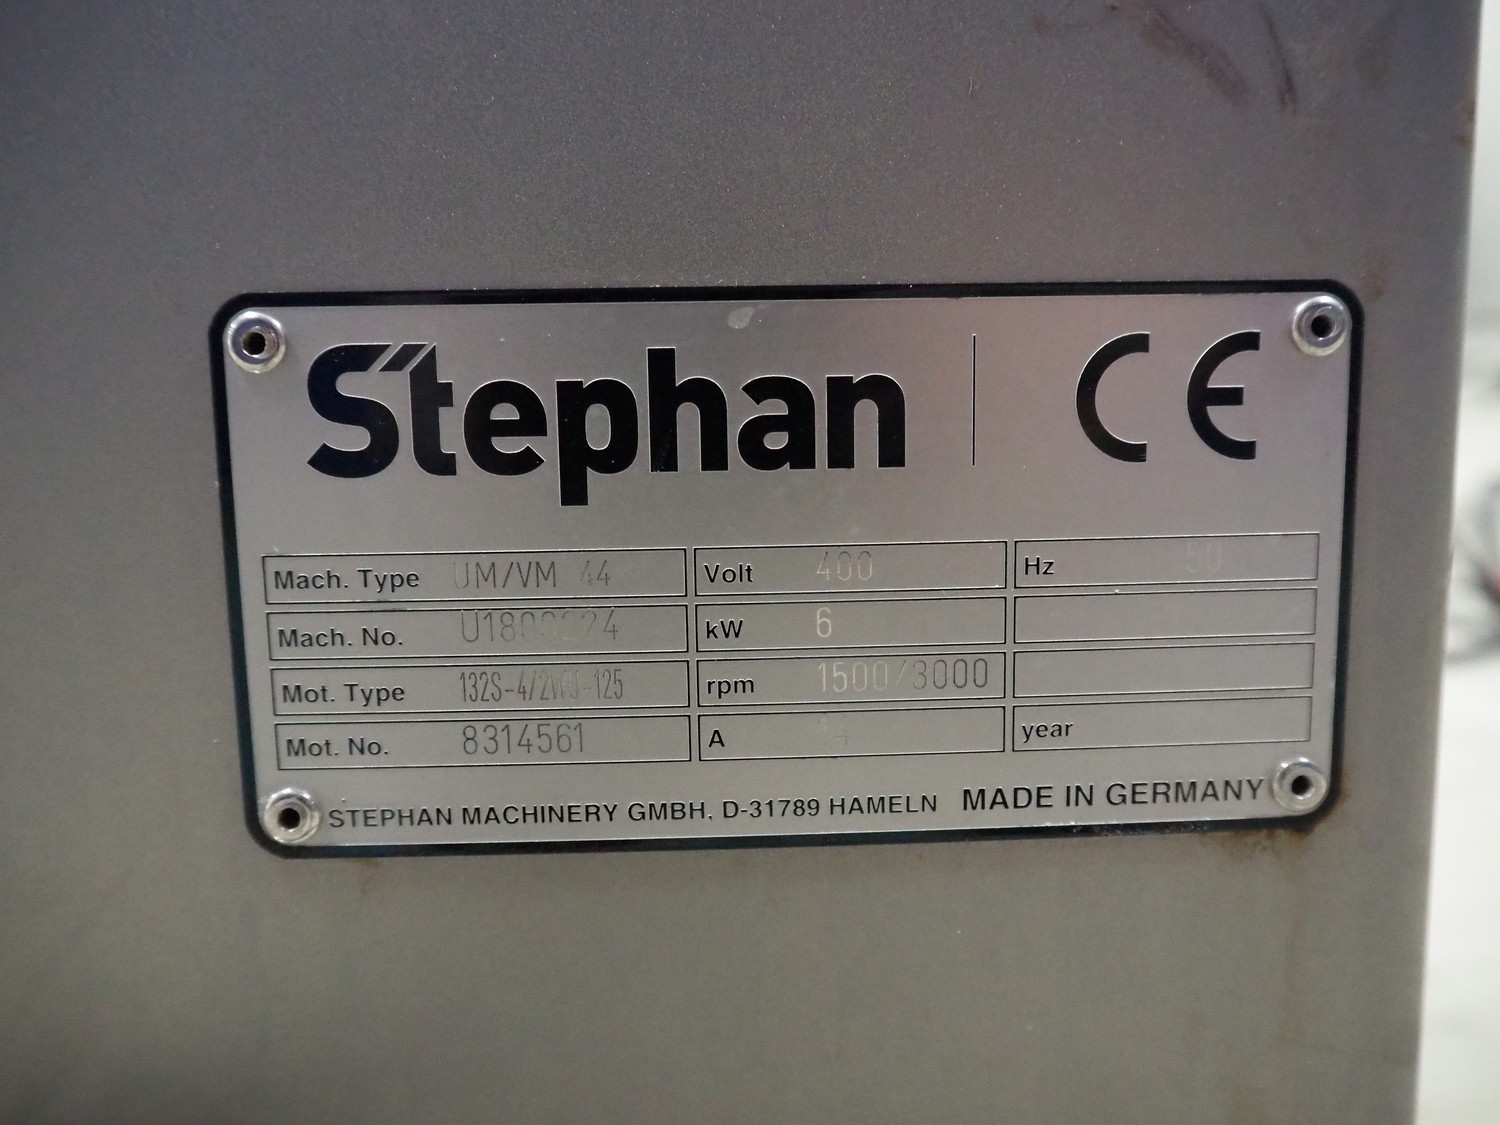 Stephan | CE
Mach. Type UM/VM 44 Volt 400 Hz 50
Mach. No. kW 6
Mot. Type rpm 1500/3000
Mot. No. 8314561 A 14 year
STEPHAN MACHINERY GMBH, D-31789 HAMELN MADE IN GERMANY